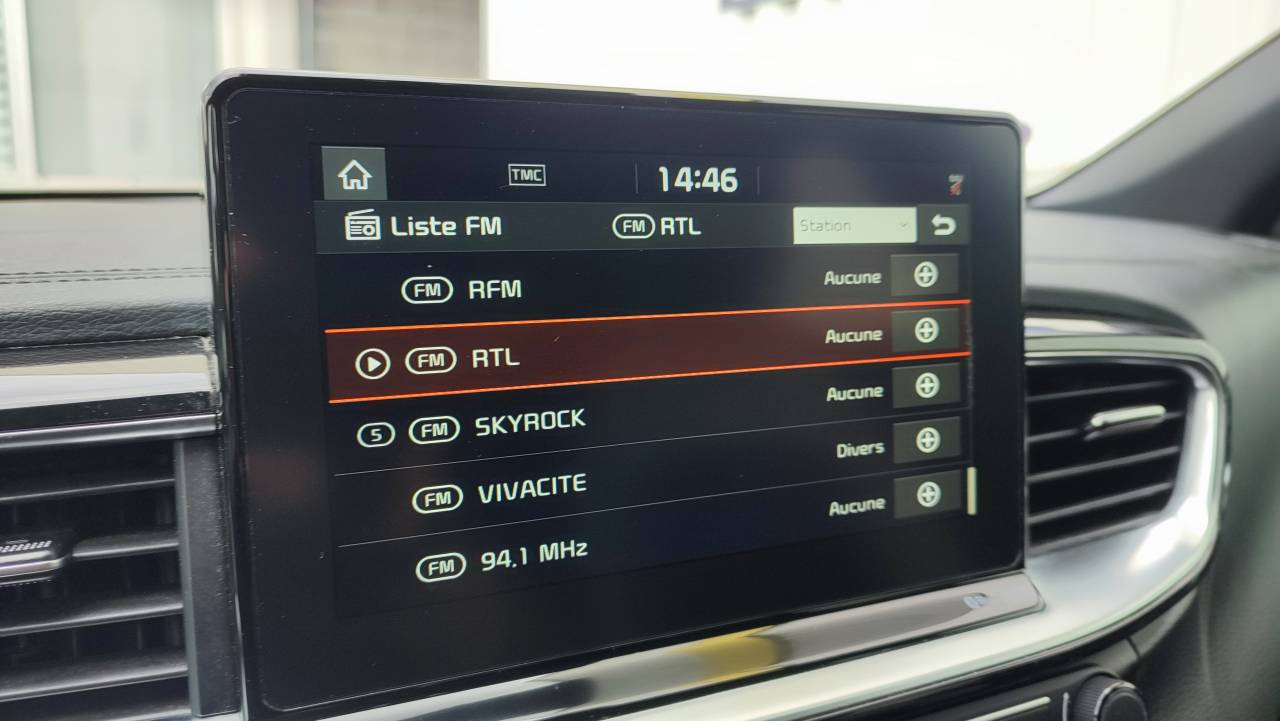 TMC 14:46
Liste FM FM RTL Station
FM RFM Aucune
FM RTL Aucune
5 FM SKYROCK Aucune
FM VIVACITE Divers
FM 94.1 MHz Aucune